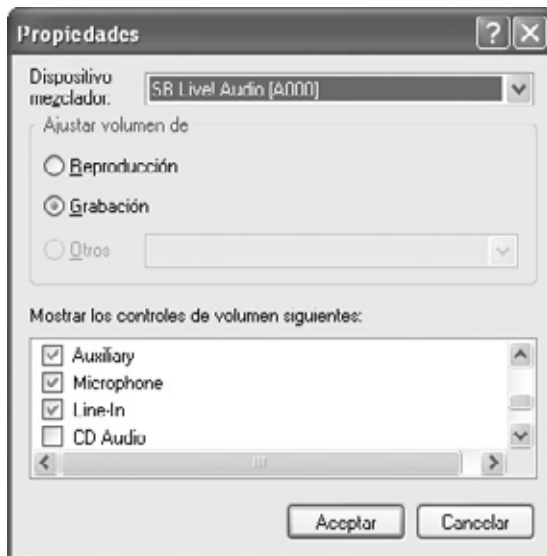 Propiedades
Dispositivo
mezclador:
SB Live! Audio [A000]
Ajustar volumen de
Reproducción
Grabación
Otros
Mostrar los controles de volumen siguientes:
Auxiliary
Microphone
Line-In
CD Audio
Aceptar
Cancelar